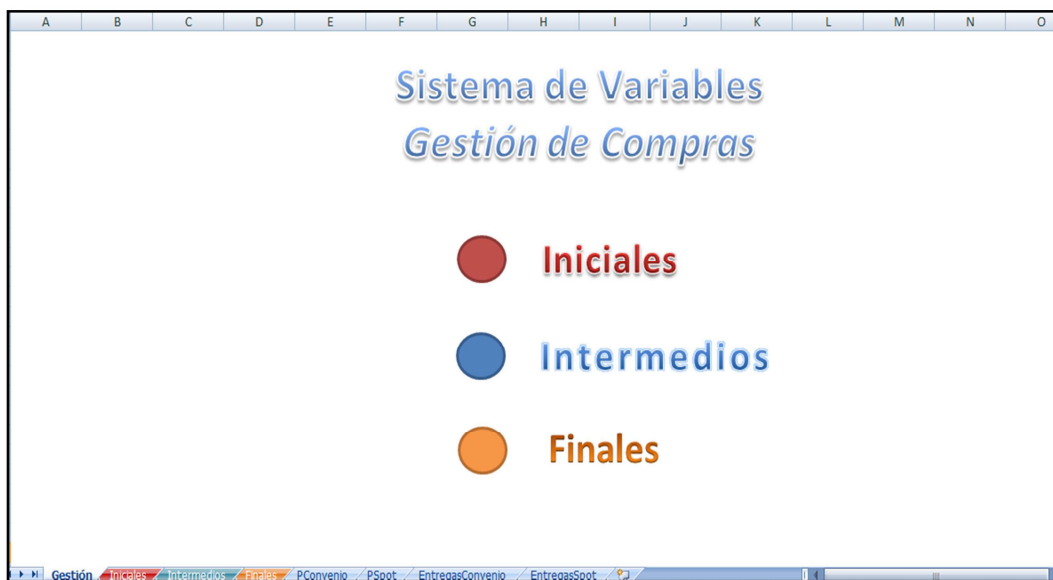 A B C D E F G H I J K L M N O
Sistema de Variables
Gestión de Compras
Iniciales
Intermedios
Finales
Gestión Iniciales Intermedios Finales PConvenio PSpot EntregasConvenio EntregasSpot